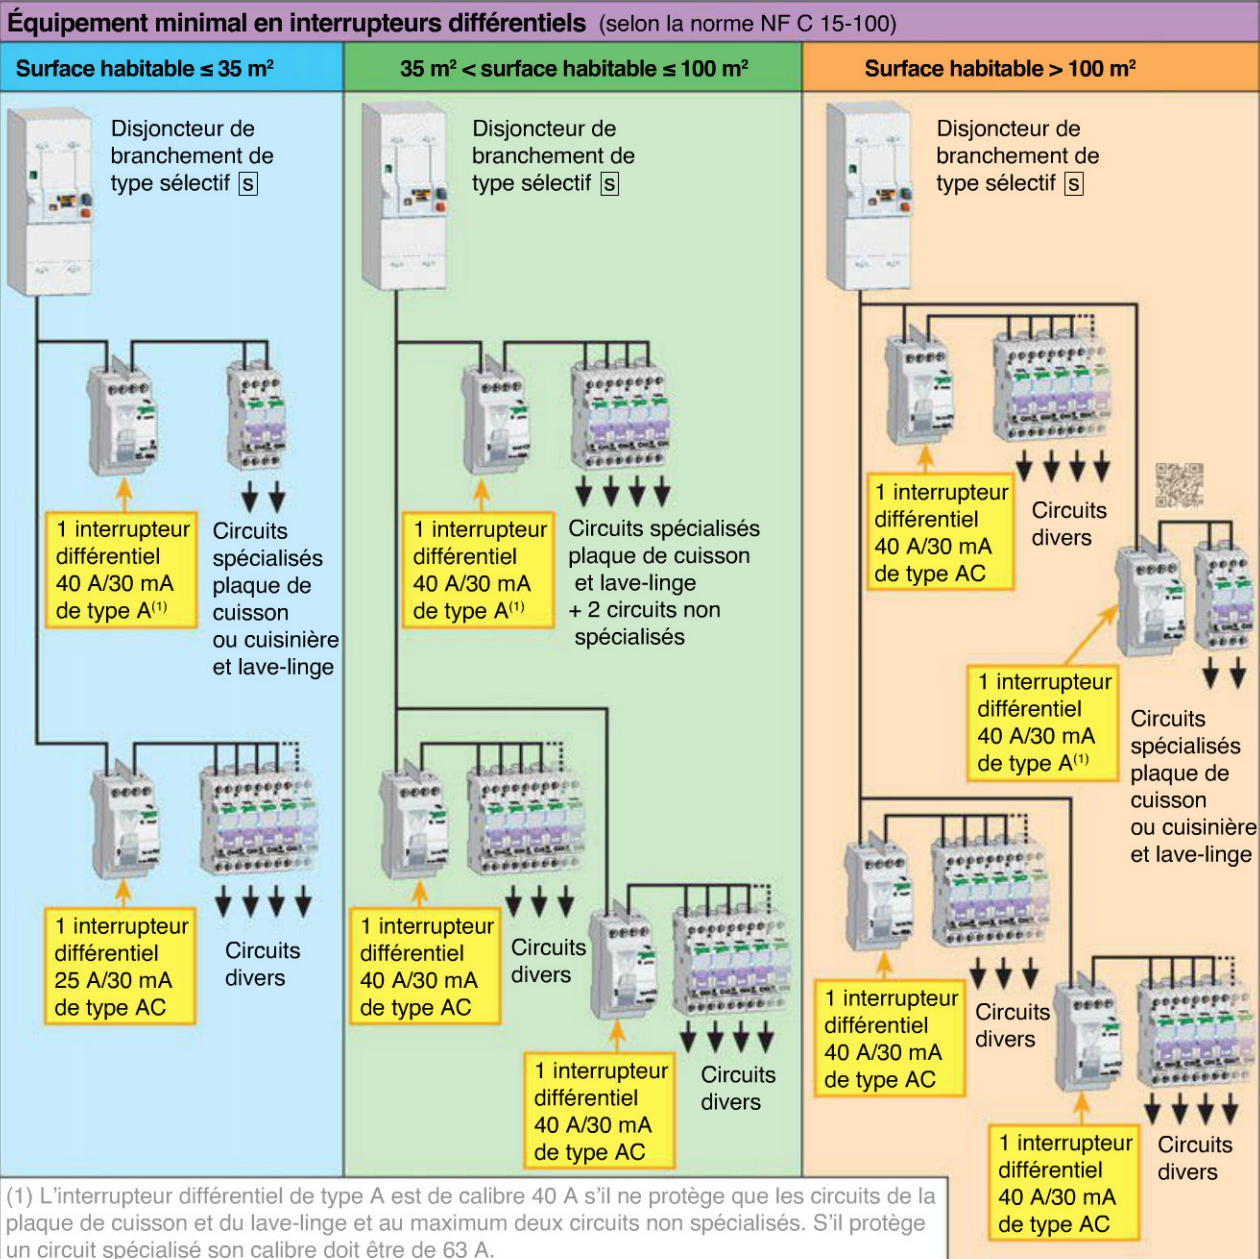 Équipement minimal en interrupteurs différentiels (selon la norme NF C 15-100)
Surface habitable ≤ 35 m²
35 m² < surface habitable ≤ 100 m²
Surface habitable > 100 m²
Disjoncteur de
branchement de
type sélectif S
1 interrupteur
différentiel
40 A/30 mA
de type A(1)
Circuits
spécialisés
plaque de
cuisson
ou cuisinière
et lave-linge
1 interrupteur
différentiel
25 A/30 mA
de type AC
Circuits
divers
Disjoncteur de
branchement de
type sélectif S
1 interrupteur
différentiel
40 A/30 mA
de type A(1)
Circuits spécialisés
plaque de cuisson
et lave-linge
+ 2 circuits non
spécialisés
1 interrupteur
différentiel
40 A/30 mA
de type AC
Circuits
divers
1 interrupteur
différentiel
40 A/30 mA
de type AC
Circuits
divers
Disjoncteur de
branchement de
type sélectif S
1 interrupteur
différentiel
40 A/30 mA
de type AC
Circuits
divers
1 interrupteur
différentiel
40 A/30 mA
de type A(1)
Circuits
spécialisés
plaque de
cuisson
ou cuisinière
et lave-linge
1 interrupteur
différentiel
40 A/30 mA
de type AC
Circuits
divers
1 interrupteur
différentiel
40 A/30 mA
de type AC
Circuits
divers
(1) L'interrupteur différentiel de type A est de calibre 40 A s'il ne protège que les circuits de la
plaque de cuisson et du lave-linge et au maximum deux circuits non spécialisés. S'il protège
un circuit spécialisé son calibre doit être de 63 A.